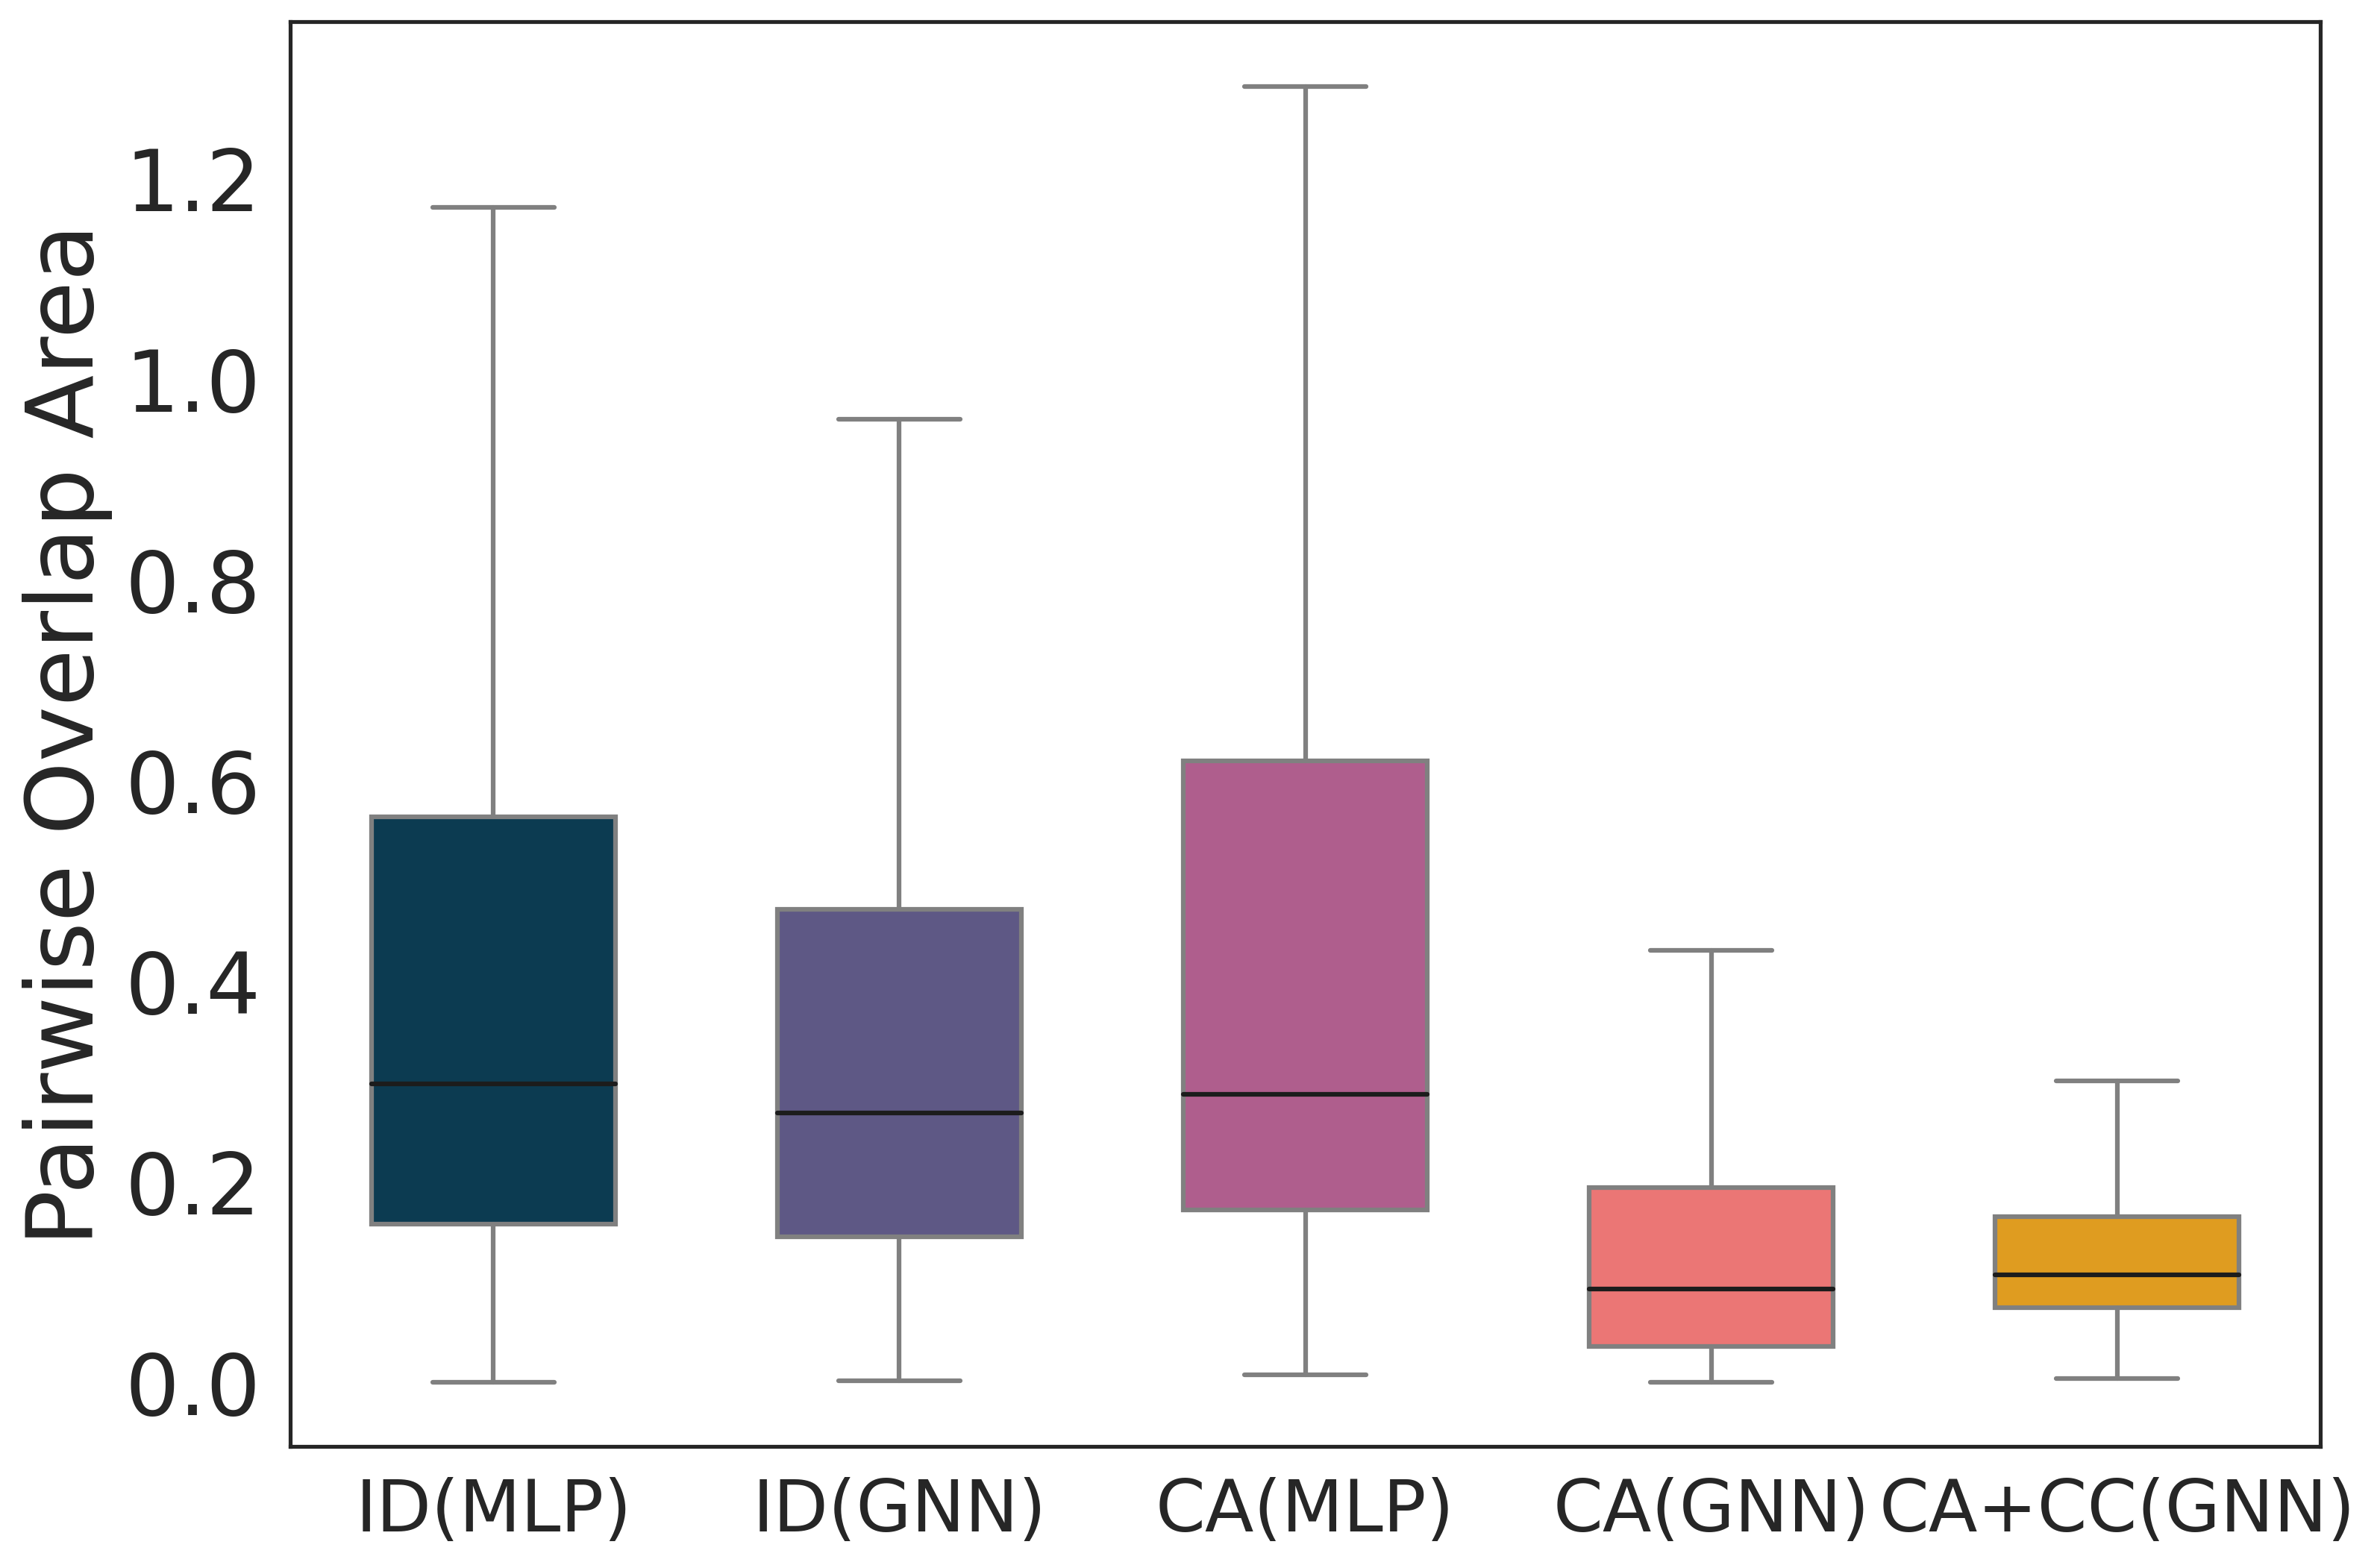 Pairwise Overlap Area
1.2
1.0
0.8
0.6
0.4
0.2
0.0
ID(MLP)
ID(GNN)
CA(MLP)
CA(GNN)
CA+CC(GNN)